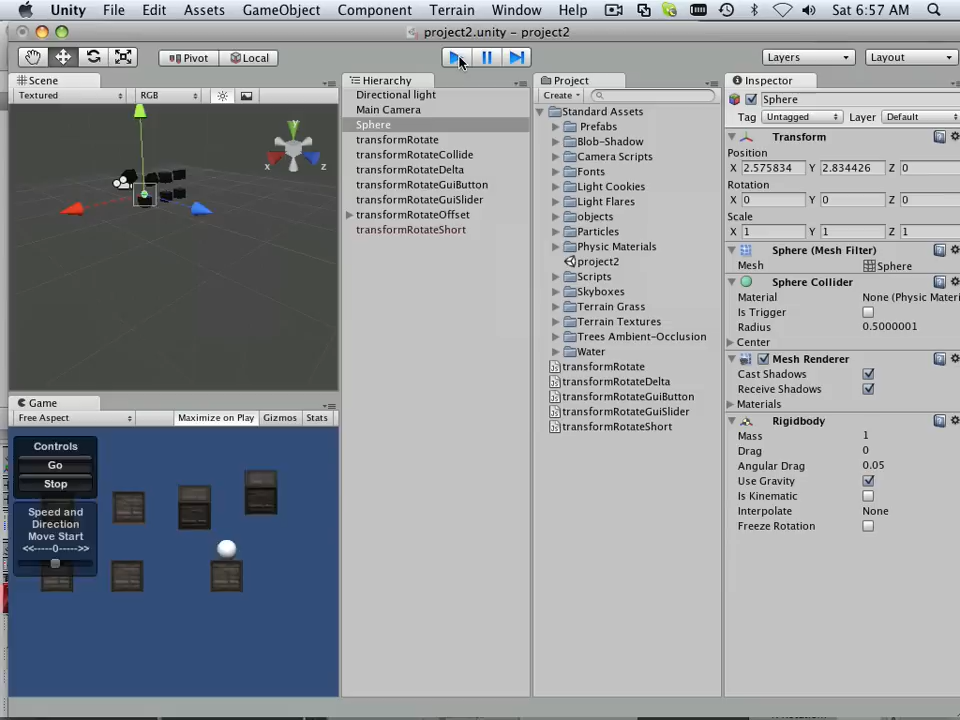 Unity File Edit Assets GameObject Component Terrain Window Help Sat 6:57 AM
project2.unity – project2
Pivot Local Layers Layout
Scene
Textured RGB
y
x z
Game
Free Aspect Maximize on Play Gizmos Stats
Controls
Go
Stop
Speed and
Direction
Move Start
<<-----0----->>
Hierarchy
Directional light
Main Camera
Sphere
transformRotate
transformRotateCollide
transformRotateDelta
transformRotateGuiButton
transformRotateGuiSlider
transformRotateOffset
transformRotateShort
Project
Create
Standard Assets
Prefabs
Blob-Shadow
Camera Scripts
Fonts
Light Cookies
Light Flares
objects
Particles
Physic Materials
project2
Scripts
Skyboxes
Terrain Grass
Terrain Textures
Trees Ambient-Occlusion
Water
transformRotate
transformRotateDelta
transformRotateGuiButton
transformRotateGuiSlider
transformRotateShort
Inspector
Sphere
Tag Untagged Layer Default
Transform
Position
X 2.575834 Y 2.834426 Z 0
Rotation
X 0 Y 0 Z 0
Scale
X 1 Y 1 Z 1
Sphere (Mesh Filter)
Mesh Sphere
Sphere Collider
Material None (Physic Materi
Is Trigger
Radius 0.5000001
Center
Mesh Renderer
Cast Shadows
Receive Shadows
Materials
Rigidbody
Mass 1
Drag 0
Angular Drag 0.05
Use Gravity
Is Kinematic
Interpolate None
Freeze Rotation